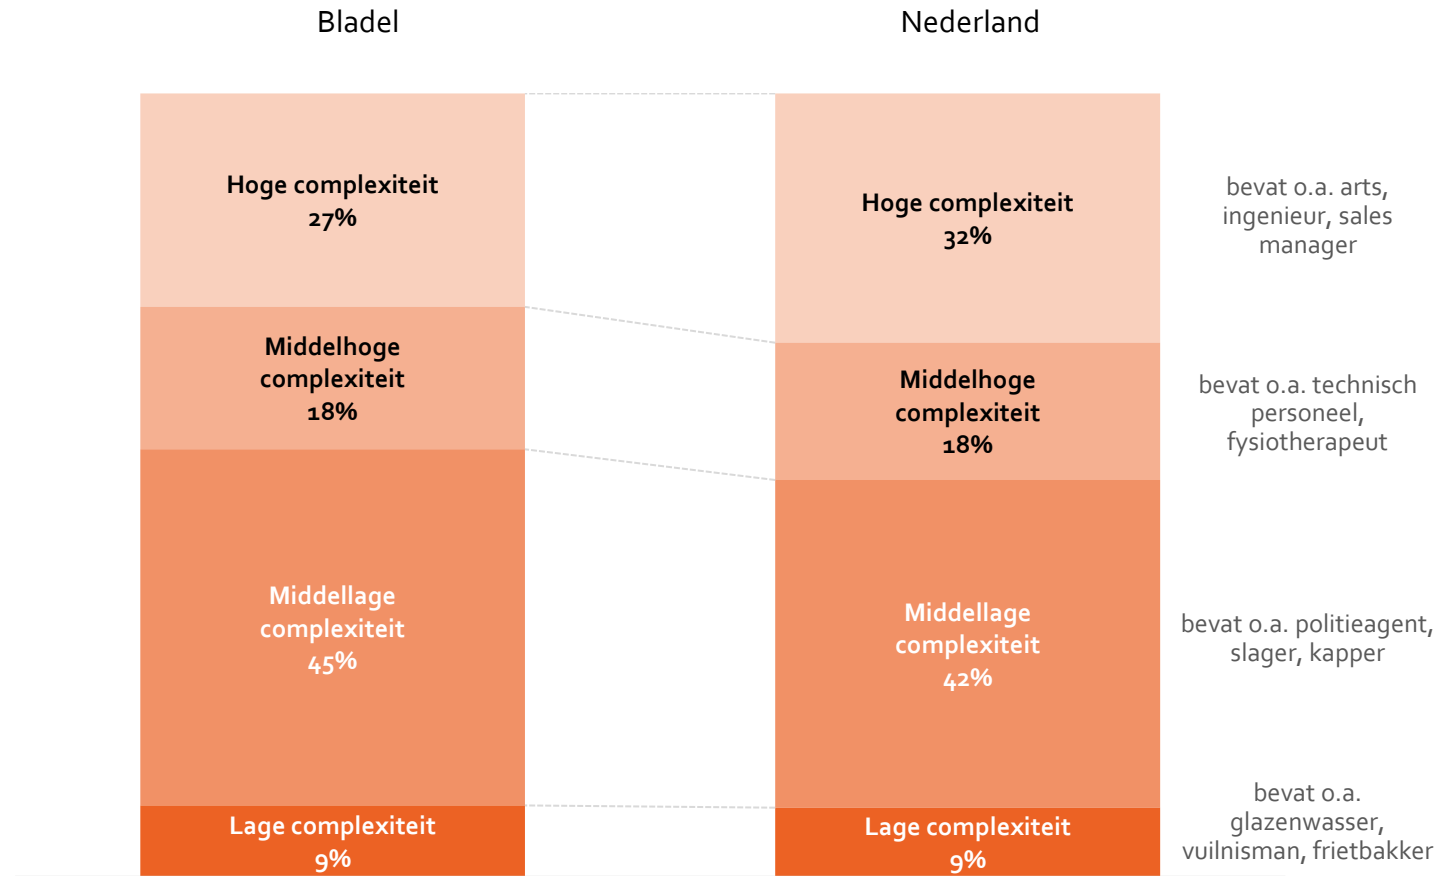 Bladel
Nederland
Hoge complexiteit
27%
Middelhoge
complexiteit
18%
Middellage
complexiteit
45%
Lage complexiteit
9%
Hoge complexiteit
32%
Middelhoge
complexiteit
18%
Middellage
complexiteit
42%
Lage complexiteit
9%
bevat o.a. arts,
ingenieur, sales
manager
bevat o.a. technisch
personeel,
fysiotherapeut
bevat o.a. politieagent,
slager, kapper
bevat o.a.
glazenwasser,
vuilnisman, frietbakker